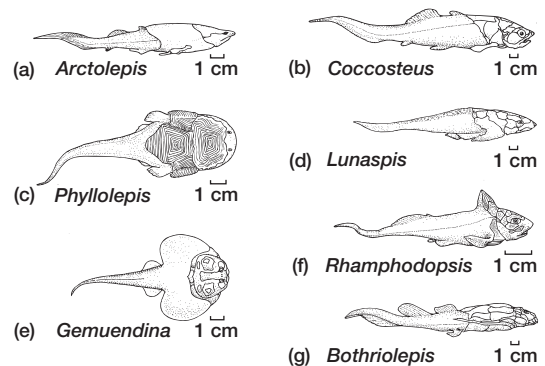 (a) Arctolepis 1 cm
(b) Coccosteus 1 cm
(c) Phyllolepis 1 cm
(d) Lunaspis 1 cm
(e) Gemuendina 1 cm
(f) Rhamphodopsis 1 cm
(g) Bothriolepis 1 cm